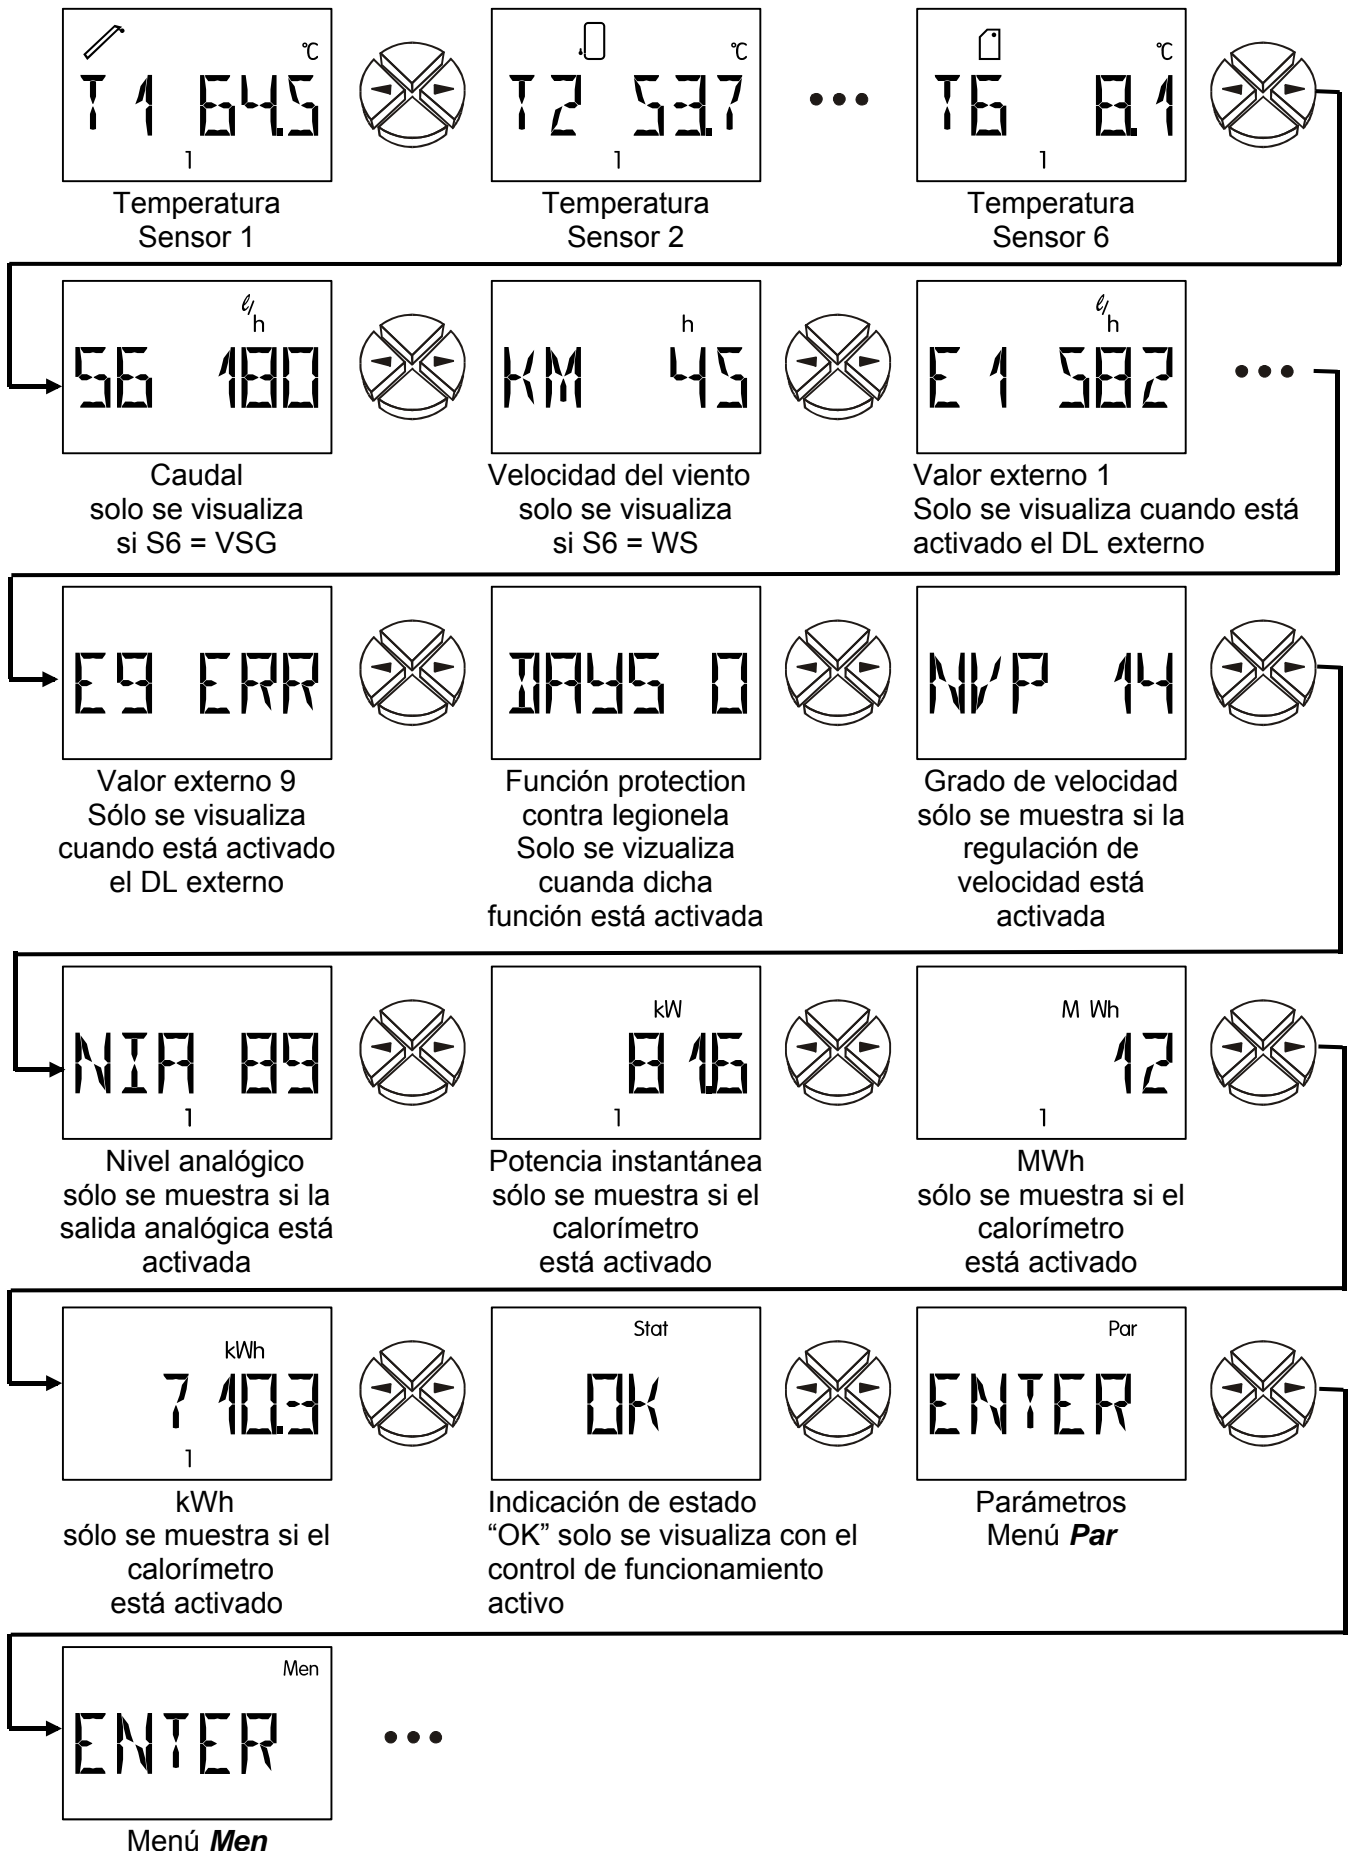 °C
T1 64.5
1
Temperatura
Sensor 1
°C
T2 53.7
1
Temperatura
Sensor 2
°C
T6 8.1
1
Temperatura
Sensor 6
l/h
S6 180
Caudal
solo se visualiza
si S6 = VSG
h
KM 45
Velocidad del viento
solo se visualiza
si S6 = WS
l/h
E1 582
Valor externo 1
Solo se visualiza cuando está
activado el DL externo
E9 ERR
Valor externo 9
Sólo se visualiza
cuando está activado
el DL externo
DAYS 0
Función protection
contra legionela
Solo se vizualiza
cuanda dicha
función está activada
NVP 14
Grado de velocidad
sólo se muestra si la
regulación de
velocidad está
activada
NIA 89
1
Nivel analógico
sólo se muestra si la
salida analógica está
activada
kW
81.6
1
Potencia instantánea
sólo se muestra si el
calorímetro
está activado
M Wh
12
1
MWh
sólo se muestra si el
calorímetro
está activado
kWh
710.3
1
kWh
sólo se muestra si el
calorímetro
está activado
Stat
OK
Indicación de estado
“OK” solo se visualiza con el
control de funcionamiento
activo
Par
ENTER
Parámetros
Menú Par
Men
ENTER
Menú Men